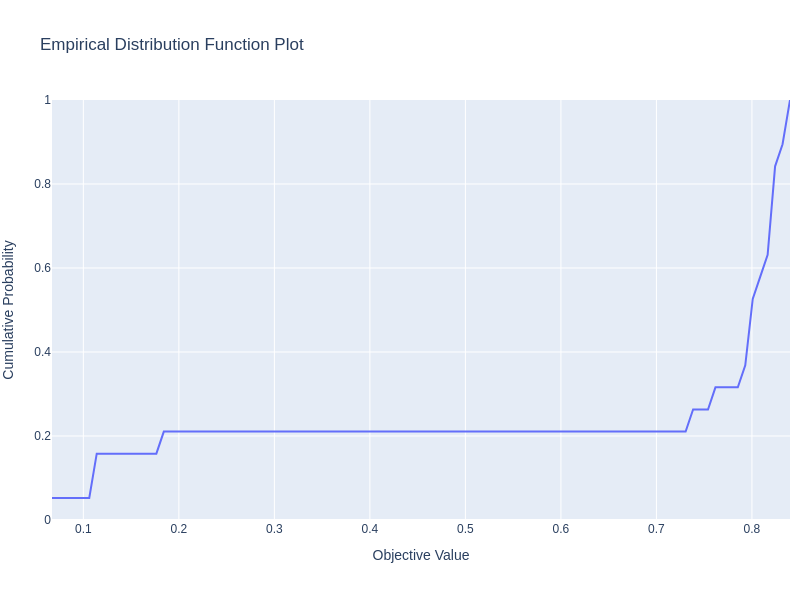 Empirical Distribution Function Plot
Cumulative Probability
1
0.8
0.6
0.4
0.2
0
0.1 0.2 0.3 0.4 0.5 0.6 0.7 0.8
Objective Value